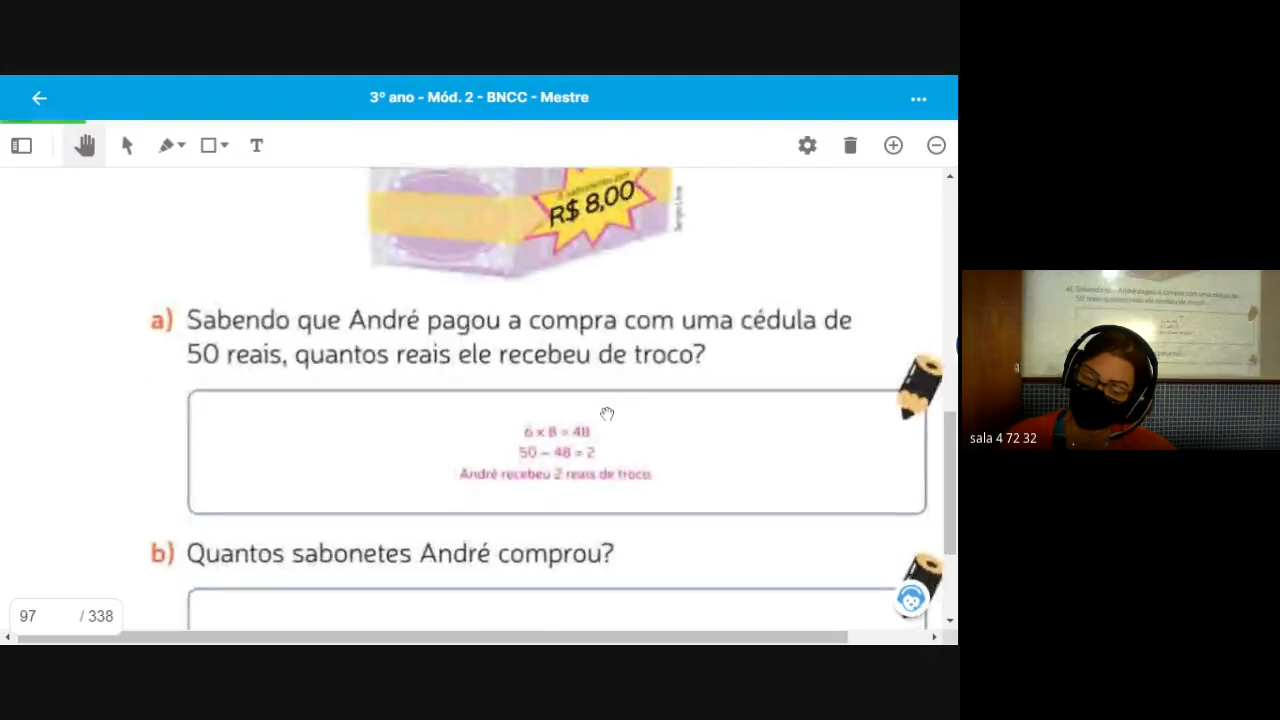 3º ano - Mód. 2 - BNCC - Mestre
T
R$ 8,00
a) Sabendo que André pagou a compra com uma cédula de
50 reais, quantos reais ele recebeu de troco?
6 x 8 = 48
50 – 48 = 2
André recebeu 2 reais de troco.
b) Quantos sabonetes André comprou?
97 / 338
sala 4 72 32